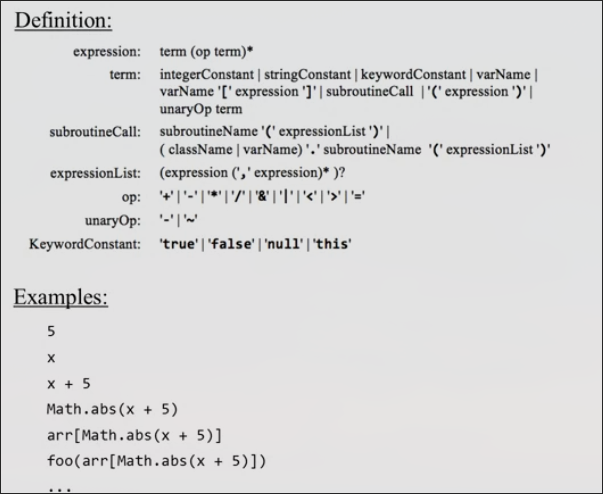 Definition:
expression: term (op term)*
term: integerConstant | stringConstant | keywordConstant | varName |
varName '[' expression ']' | subroutineCall | '(' expression ')' |
unaryOp term
subroutineCall: subroutineName '(' expressionList ')' |
( className | varName) '.' subroutineName '(' expressionList ')'
expressionList: (expression (',' expression)* )?
op: '+' | '-' | '*' | '/' | '&' | '|' | '<' | '>' | '='
unaryOp: '-' | '~'
KeywordConstant: 'true' | 'false' | 'null' | 'this'
Examples:
5
x
x + 5
Math.abs(x + 5)
arr[Math.abs(x + 5)]
foo(arr[Math.abs(x + 5)])
...